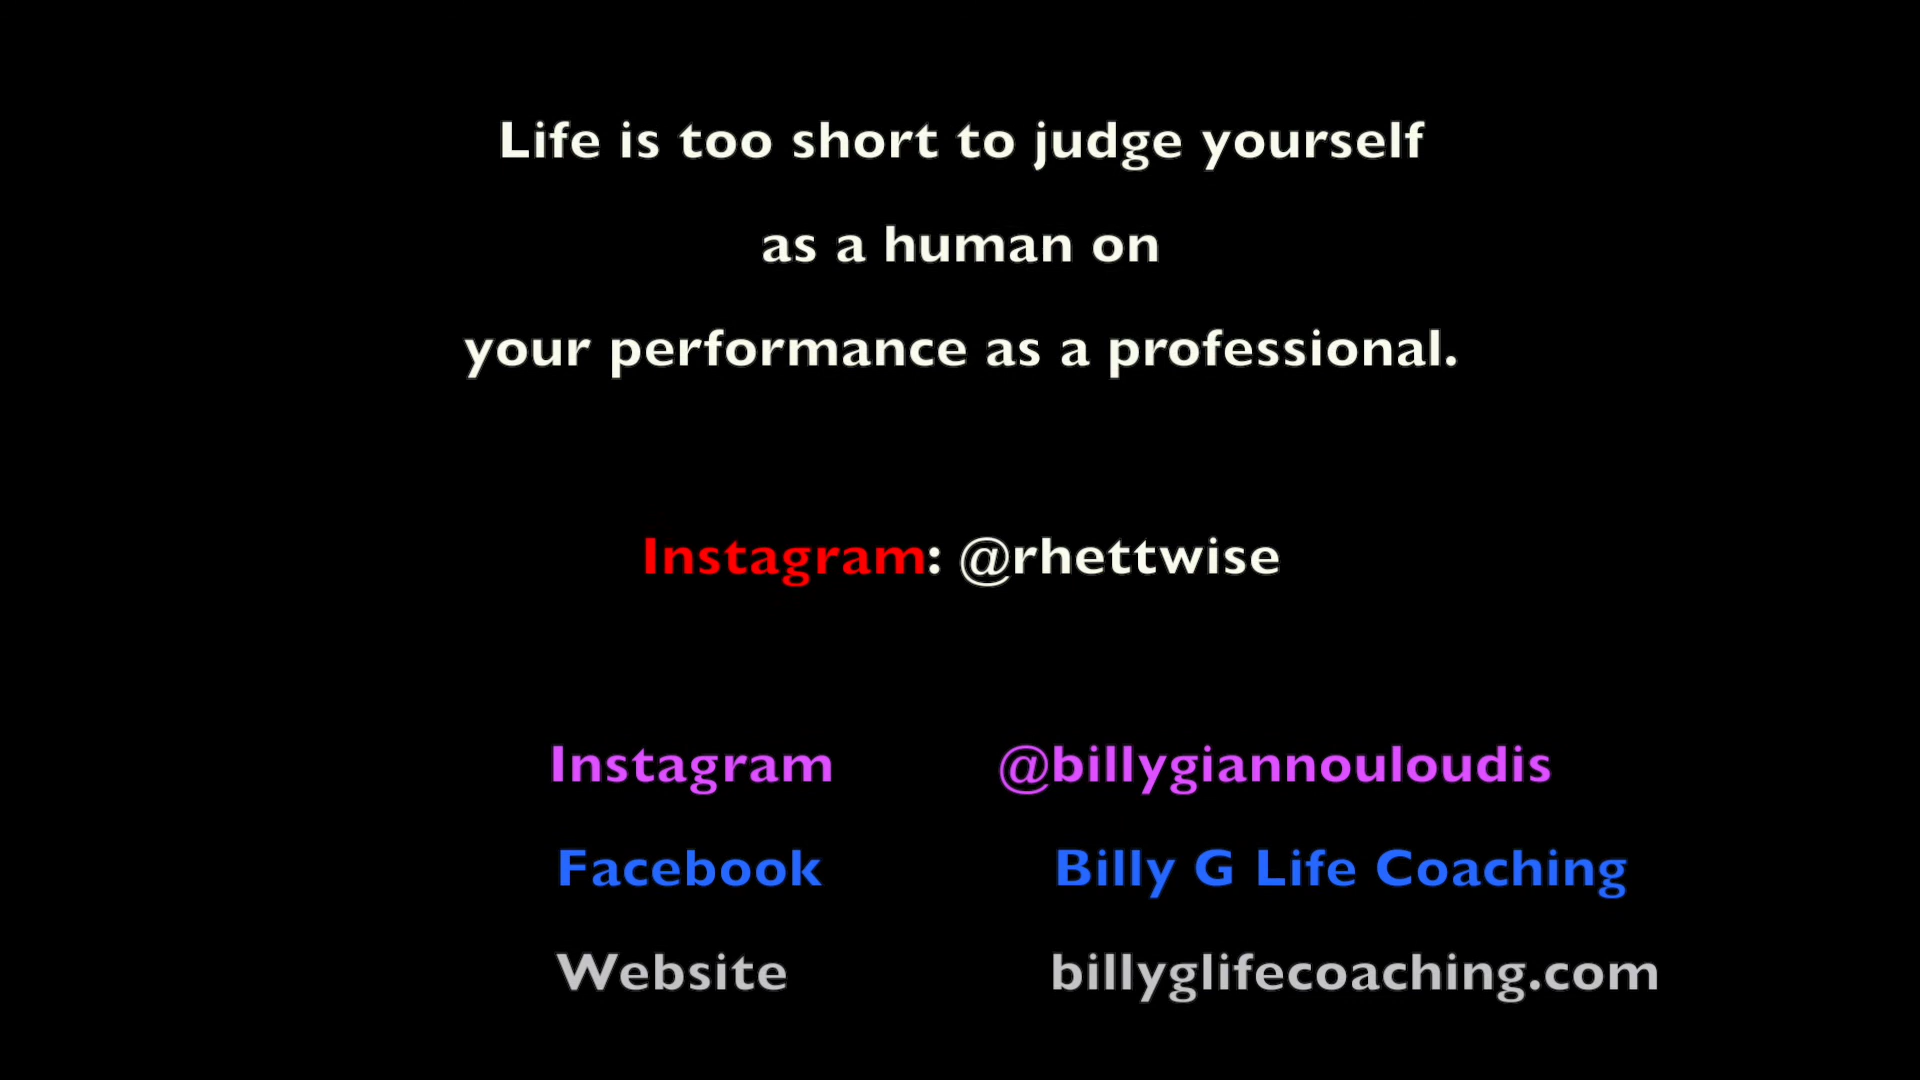 Life is too short to judge yourself
as a human on
your performance as a professional.
Instagram: @rhettwise
Instagram @billygiannouloudis
Facebook Billy G Life Coaching
Website billyglifecoaching.com